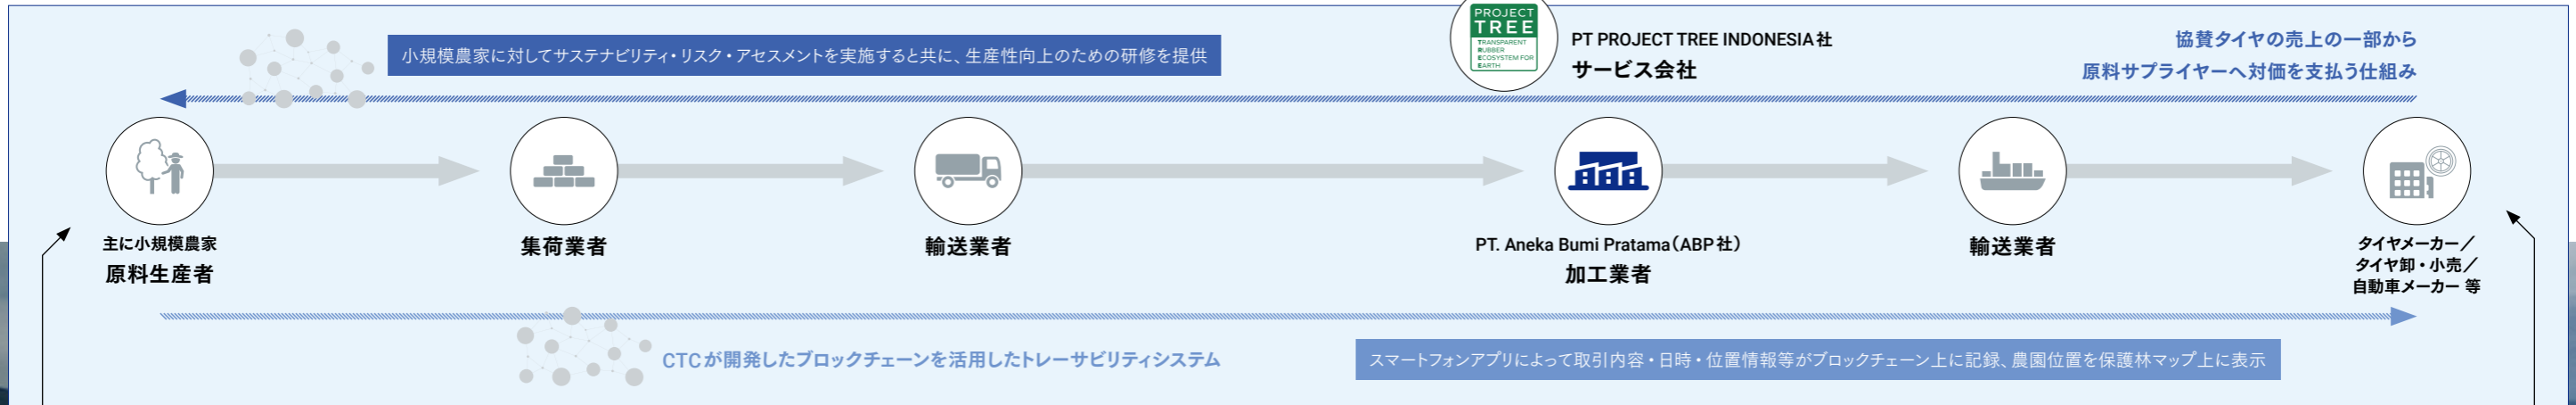 PROJECT
TREE
TRANSPARENT
RUBBER
ECOSYSTEM FOR
EARTH
PT PROJECT TREE INDONESIA社
サービス会社
協賛タイヤの売上の一部から
原料サプライヤーへ対価を支払う仕組み
小規模農家に対してサステナビリティ・リスク・アセスメントを実施すると共に、生産性向上のための研修を提供
主に小規模農家
原料生産者
集荷業者
輸送業者
PT. Aneka Bumi Pratama（ABP社）
加工業者
輸送業者
タイヤメーカー／
タイヤ卸・小売／
自動車メーカー 等
CTCが開発したブロックチェーンを活用したトレーサビリティシステム
スマートフォンアプリによって取引内容・日時・位置情報等がブロックチェーン上に記録、農園位置を保護林マップ上に表示